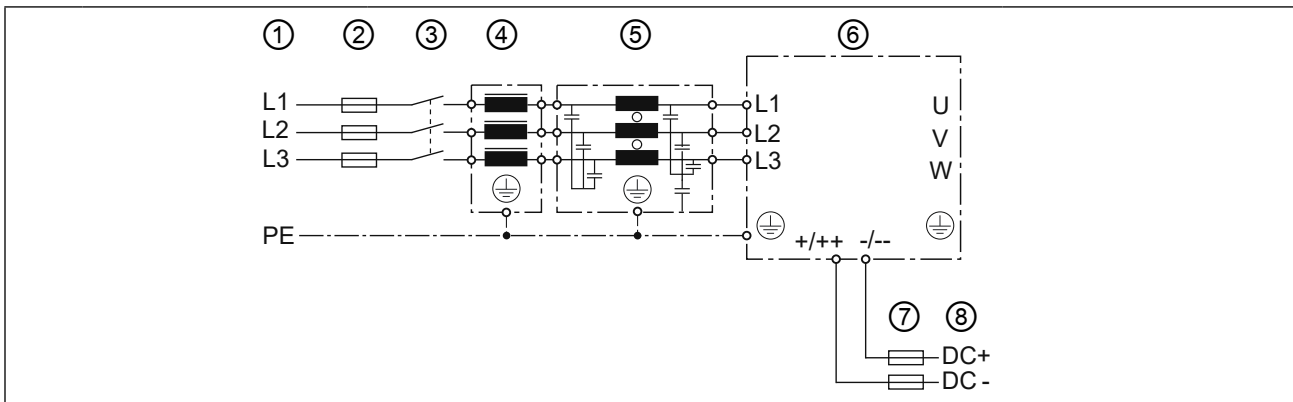 ① ② ③ ④ ⑤ ⑥
L1 L1 U
L2 L2 V
L3 L3 W
PE
+/++ -/--
⑦ ⑧
DC+
DC -